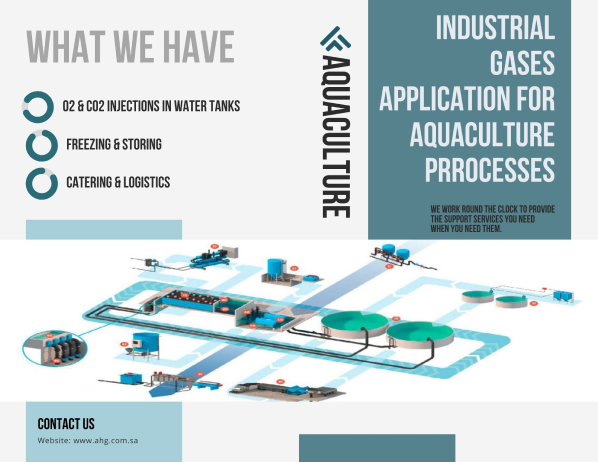 WHAT WE HAVE
O2 & CO2 INJECTIONS IN WATER TANKS
FREEZING & STORING
CATERING & LOGISTICS
AQUACULTURE
INDUSTRIAL
GASES
APPLICATION FOR
AQUACULTURE
PRROCESSES
WE WORK ROUND THE CLOCK TO PROVIDE
THE SUPPORT SERVICES YOU NEED
WHEN YOU NEED THEM.
CONTACT US
Website: www.ahg.com.sa